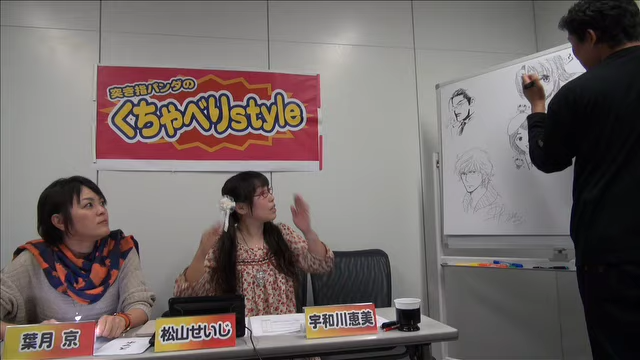 突き指パンダの
くちゃべりstyle
葉月 京
松山せいじ
宇和川恵美